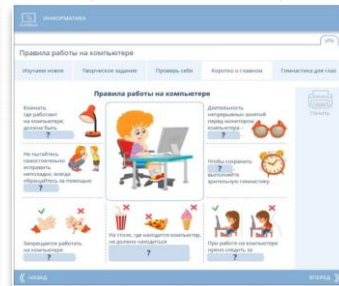 ИНФОРМАТИКА
Правила работы на компьютере
Изучаем новое
Творческое задание
Проверь себя
Коротко о главном
Гимнастика для глаз
Правила работы на компьютере
Комната,
где работают
на компьютере,
должна быть
?
Длительность
непрерывных занятий
перед монитором
компьютера –
?
Печать
Не пытайтесь
самостоятельно
исправить
неполадки, всегда
обращайтесь за помощью
?
Чтобы сохранить
?
выполняйте
зрительную гимнастику.
Запрещается работать
на компьютере
?
На столе, где находится компьютер,
не должно находиться
?
При работе на компьютере
нужно следить за
?
НАЗАД
ВПЕРЕД